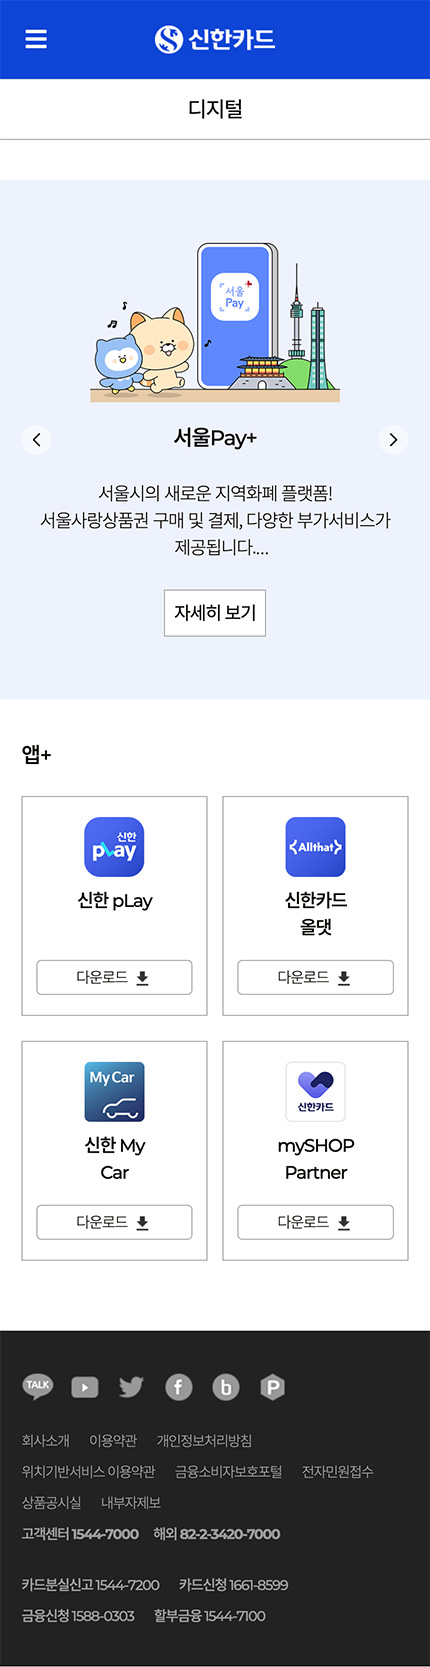 신한카드
디지털
서울
Pay
서울Pay+
서울시의 새로운 지역화폐 플랫폼!
서울사랑상품권 구매 및 결제, 다양한 부가서비스가
제공됩니다....
자세히 보기
앱+
신한
pLay
신한 pLay
다운로드
Allthat
신한카드
올댓
다운로드
My Car
신한 My
Car
다운로드
신한카드
mySHOP
Partner
다운로드
TALK
회사소개 이용약관 개인정보처리방침
위치기반서비스 이용약관 금융소비자보호포털 전자민원접수
상품공시실 내부자제보
고객센터 1544-7000 해외 82-2-3420-7000
카드분실신고 1544-7200 카드신청 1661-8599
금융신청 1588-0303 할부금융 1544-7100